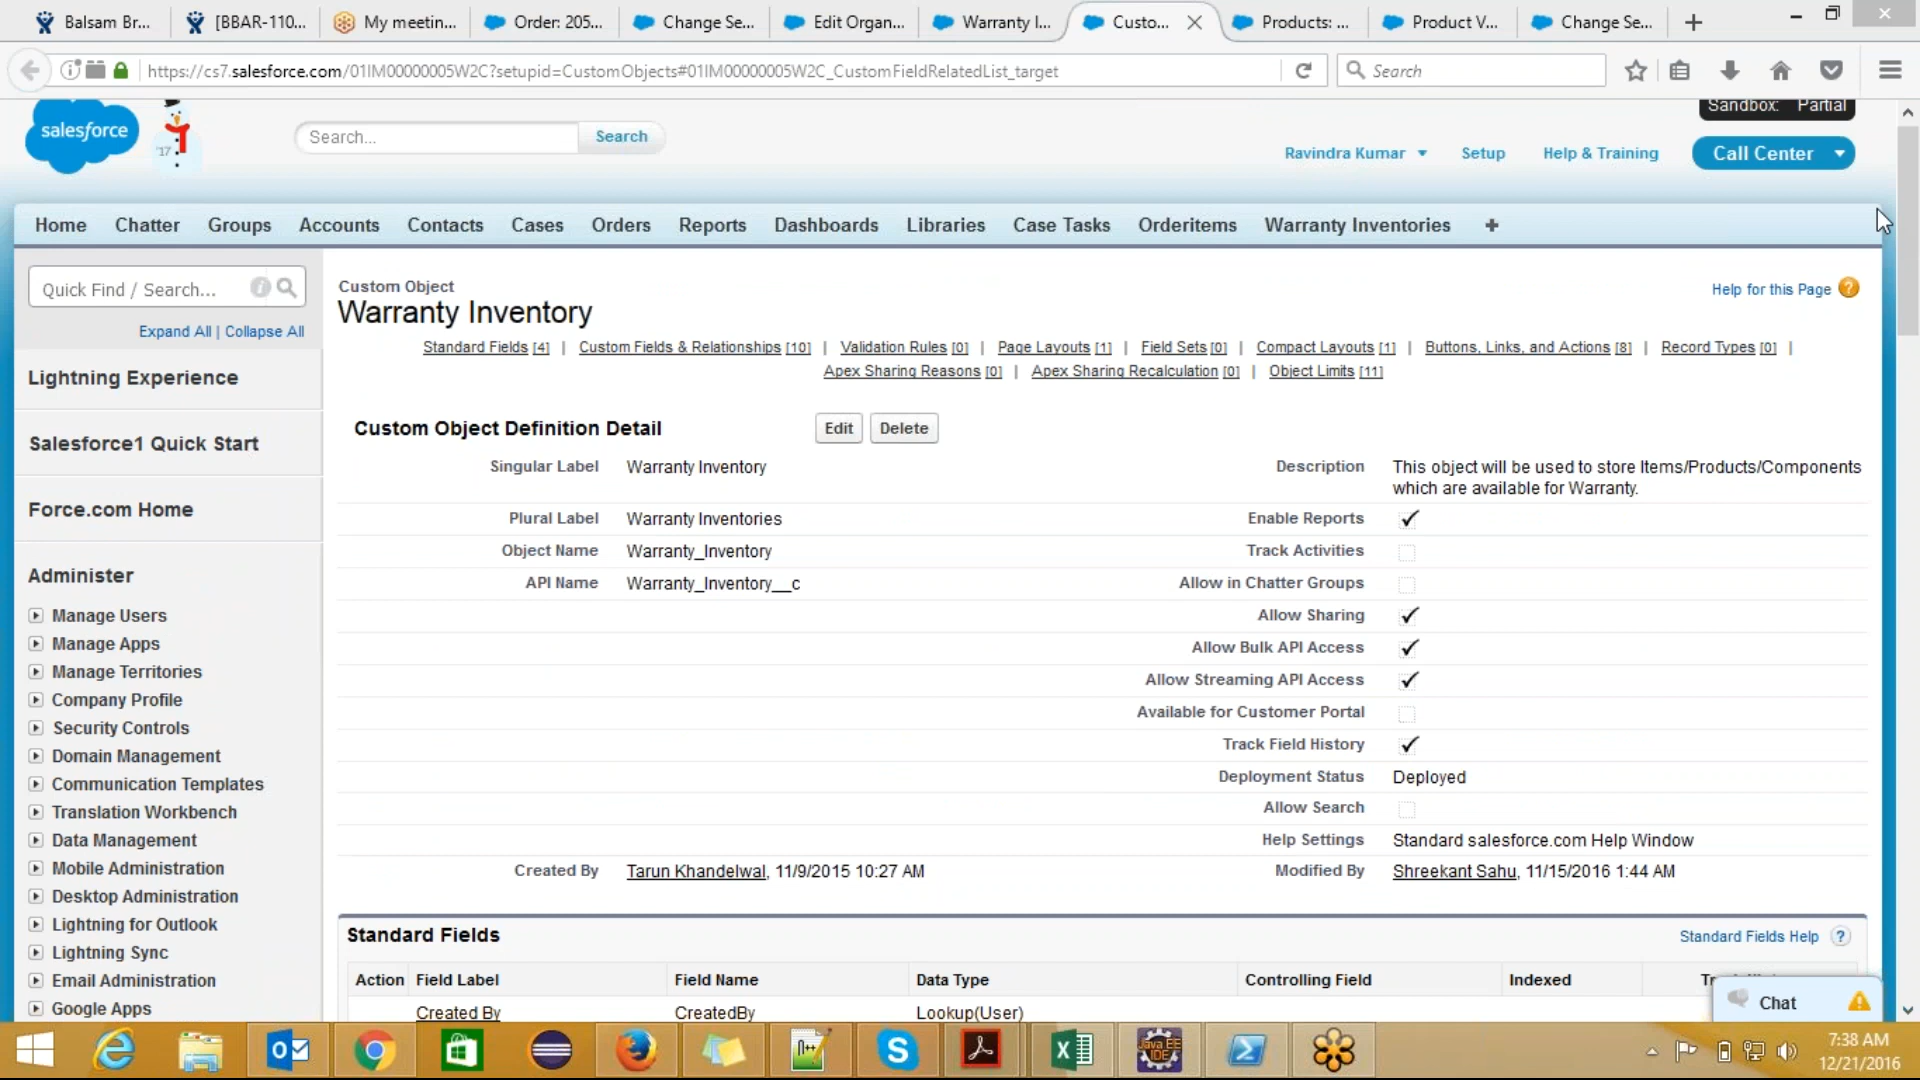 Balsam Br...
[BBAR-110...
My meetin...
Order: 205...
Change Se...
Edit Organ...
Warranty I...
Custo...
Products: ...
Product V...
Change Se...
https://cs7.salesforce.com/01IM00000005W2C?setupid=CustomObjects#01IM00000005W2C_CustomFieldRelatedList_target
Search
Sandbox: Partial
salesforce
'17
Search...
Search
Ravindra Kumar
Setup
Help & Training
Call Center
Home
Chatter
Groups
Accounts
Contacts
Cases
Orders
Reports
Dashboards
Libraries
Case Tasks
Orderitems
Warranty Inventories
+
Quick Find / Search...
Expand All | Collapse All
Lightning Experience
Salesforce1 Quick Start
Force.com Home
Administer
Manage Users
Manage Apps
Manage Territories
Company Profile
Security Controls
Domain Management
Communication Templates
Translation Workbench
Data Management
Mobile Administration
Desktop Administration
Lightning for Outlook
Lightning Sync
Email Administration
Google Apps
Custom Object
Warranty Inventory
Help for this Page
Standard Fields [4] | Custom Fields & Relationships [10] | Validation Rules [0] | Page Layouts [1] | Field Sets [0] | Compact Layouts [1] | Buttons, Links, and Actions [8] | Record Types [0] |
Apex Sharing Reasons [0] | Apex Sharing Recalculation [0] | Object Limits [11]
Custom Object Definition Detail
Edit
Delete
Singular Label Warranty Inventory
Description This object will be used to store Items/Products/Components
which are available for Warranty.
Plural Label Warranty Inventories
Enable Reports ✓
Object Name Warranty_Inventory
Track Activities
API Name Warranty_Inventory__c
Allow in Chatter Groups
Allow Sharing ✓
Allow Bulk API Access ✓
Allow Streaming API Access ✓
Available for Customer Portal
Track Field History ✓
Deployment Status Deployed
Allow Search
Help Settings Standard salesforce.com Help Window
Created By Tarun Khandelwal, 11/9/2015 10:27 AM
Modified By Shreekant Sahu, 11/15/2016 1:44 AM
Standard Fields
Standard Fields Help ?
Action Field Label Field Name Data Type Controlling Field Indexed
Created By CreatedBy Lookup(User)
Chat
Java EE
IDE
7:38 AM
12/21/2016